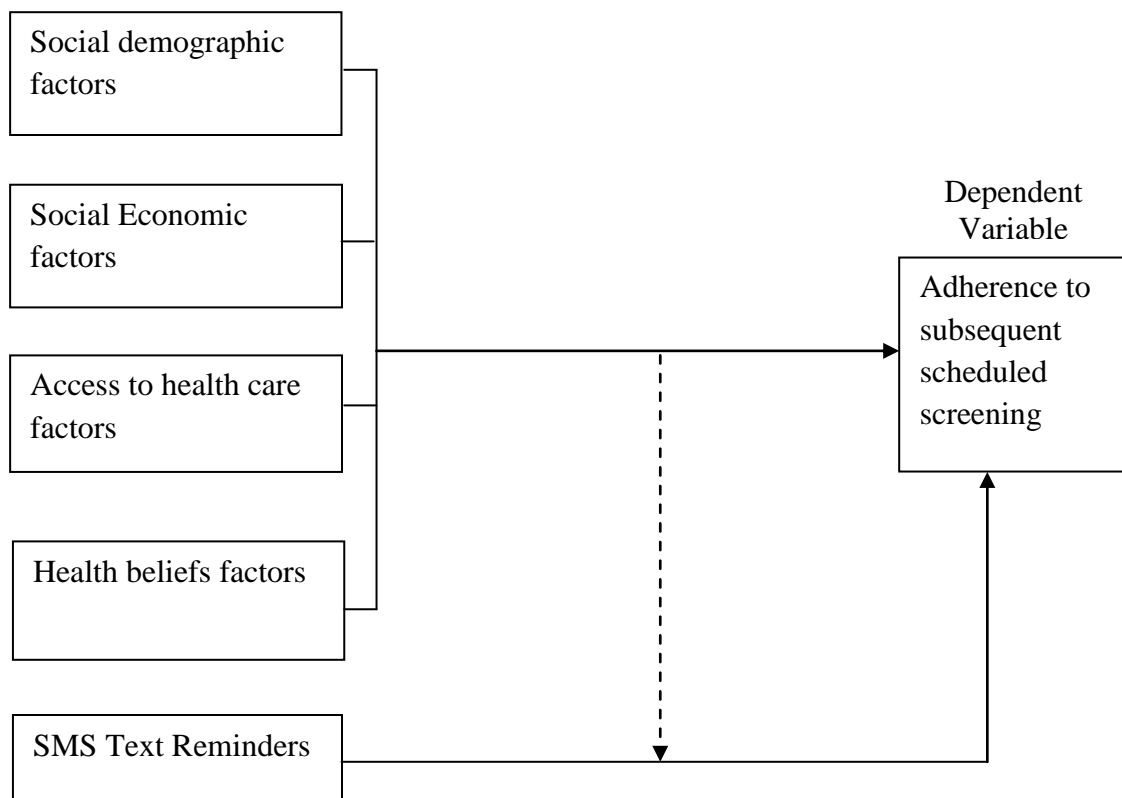 Social demographic
factors
Social Economic
factors
Access to health care
factors
Health beliefs factors
SMS Text Reminders
Dependent
Variable
Adherence to
subsequent
scheduled
screening